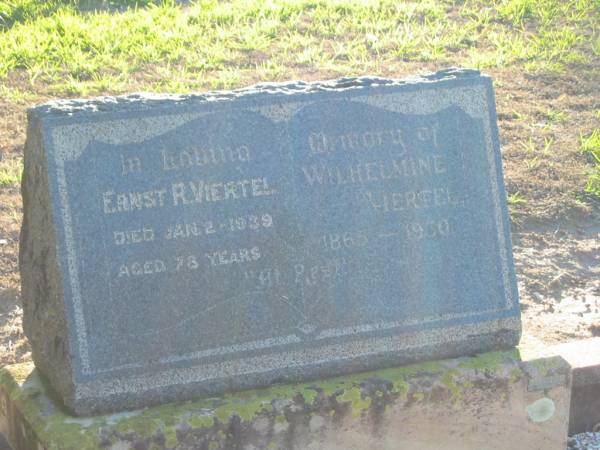 In Loving Memory of
ERNST R. VIERTEL
DIED JAN. 2 - 1939
AGED 78 YEARS
WILHELMINE
VIERTEL.
1865 — 1950
"At Rest"